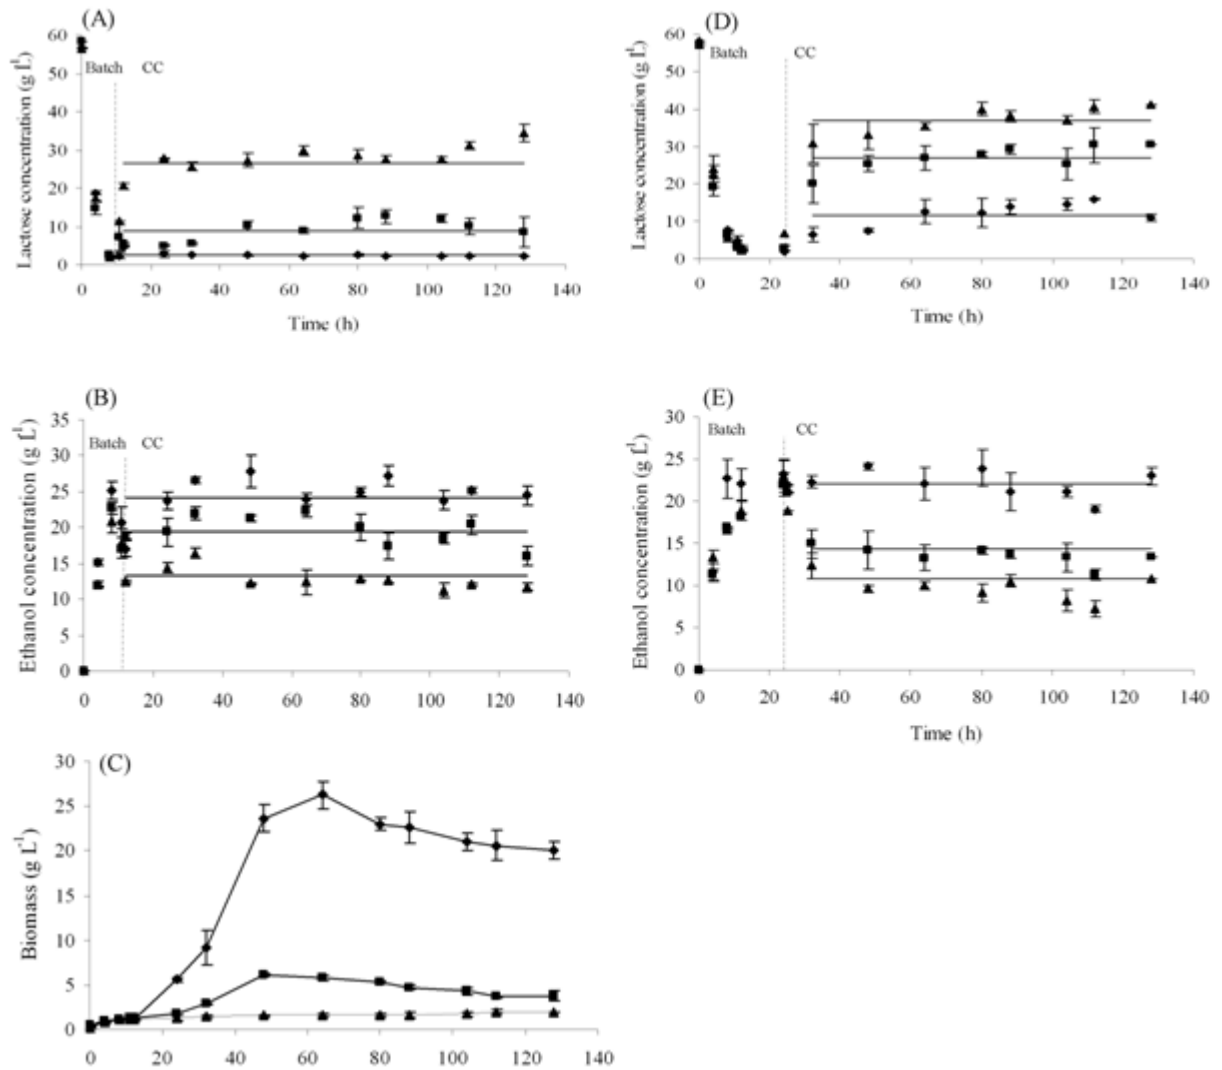 (A)
Lactose concentration (g L-1)
60
50
40
30
20
10
0
Batch
CC
0 20 40 60 80 100 120 140
Time (h)
(D)
Lactose concentration (g L-1)
60
50
40
30
20
10
0
Batch
CC
0 20 40 60 80 100 120 140
Time (h)
(B)
Ethanol concentration (g L-1)
35
30
25
20
15
10
5
0
Batch
CC
0 20 40 60 80 100 120 140
(E)
Ethanol concentration (g L-1)
30
25
20
15
10
5
0
Batch
CC
0 20 40 60 80 100 120 140
Time (h)
(C)
Biomass (g L-1)
30
25
20
15
10
5
0
0 20 40 60 80 100 120 140